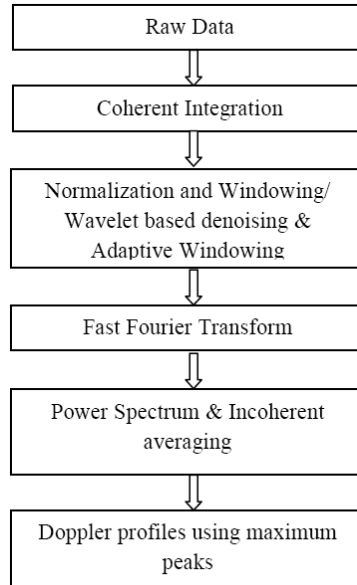 Raw Data
Coherent Integration
Normalization and Windowing/
Wavelet based denoising &
Adaptive Windowing
Fast Fourier Transform
Power Spectrum & Incoherent
averaging
Doppler profiles using maximum
peaks